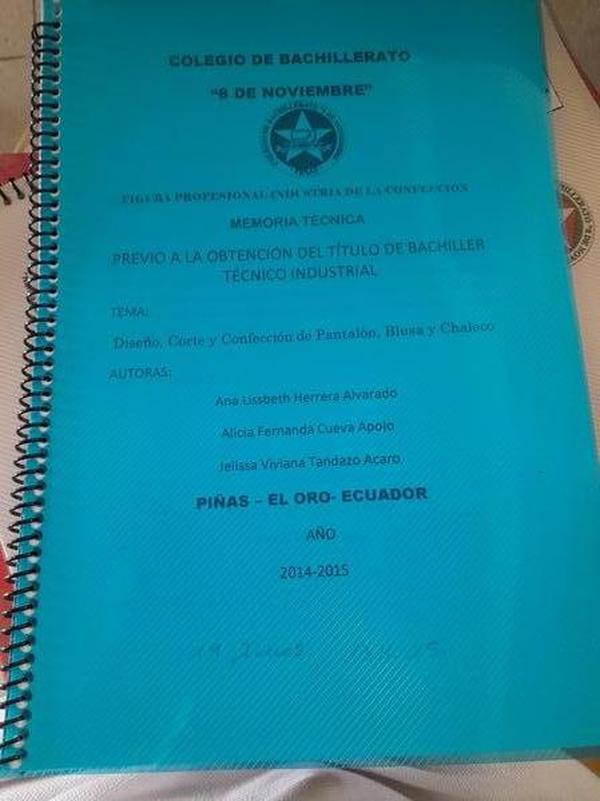 COLEGIO DE BACHILLERATO
"8 DE NOVIEMBRE"
FIGURA PROFESIONAL INDUSTRIA DE LA CONFECCIÓN
MEMORIA TÉCNICA
PREVIO A LA OBTENCIÓN DEL TÍTULO DE BACHILLER
TÉCNICO INDUSTRIAL
TEMA:
Diseño, Corte y Confección de Pantalón, Blusa y Chaleco
AUTORAS:
Ana Lissbeth Herrera Alvarado
Alicia Fernanda Cueva Apolo
Jelissa Viviana Tandazo Acaro
PIÑAS – EL ORO- ECUADOR
AÑO
2014-2015